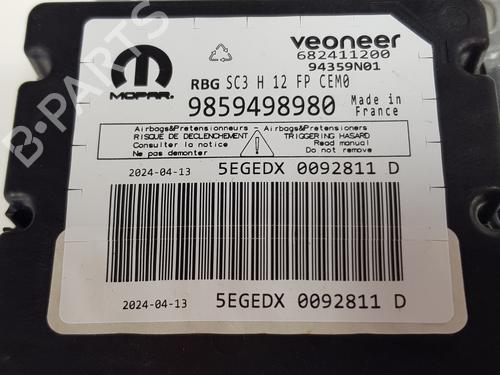 veoneer
682411200
94359N01
MOPAR.
RBG SC3 H 12 FP CEM0
9859498980
Made in
France
Airbags&Pretensionneurs - Airbags&Pretensioners
RISQUE DE DECLENCHEMENT TRIGGERING HASARD
Consulter la notice Read manual
Ne pas demonter Do not remove
2024-04-13 5EGEDX 0092811 D
2024-04-13 5EGEDX 0092811 D